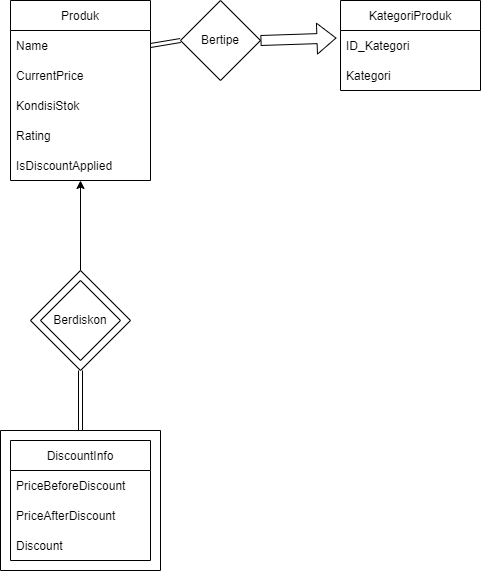 Produk
Name
CurrentPrice
KondisiStok
Rating
IsDiscountApplied
Bertipe
KategoriProduk
ID_Kategori
Kategori
Berdiskon
DiscountInfo
PriceBeforeDiscount
PriceAfterDiscount
Discount